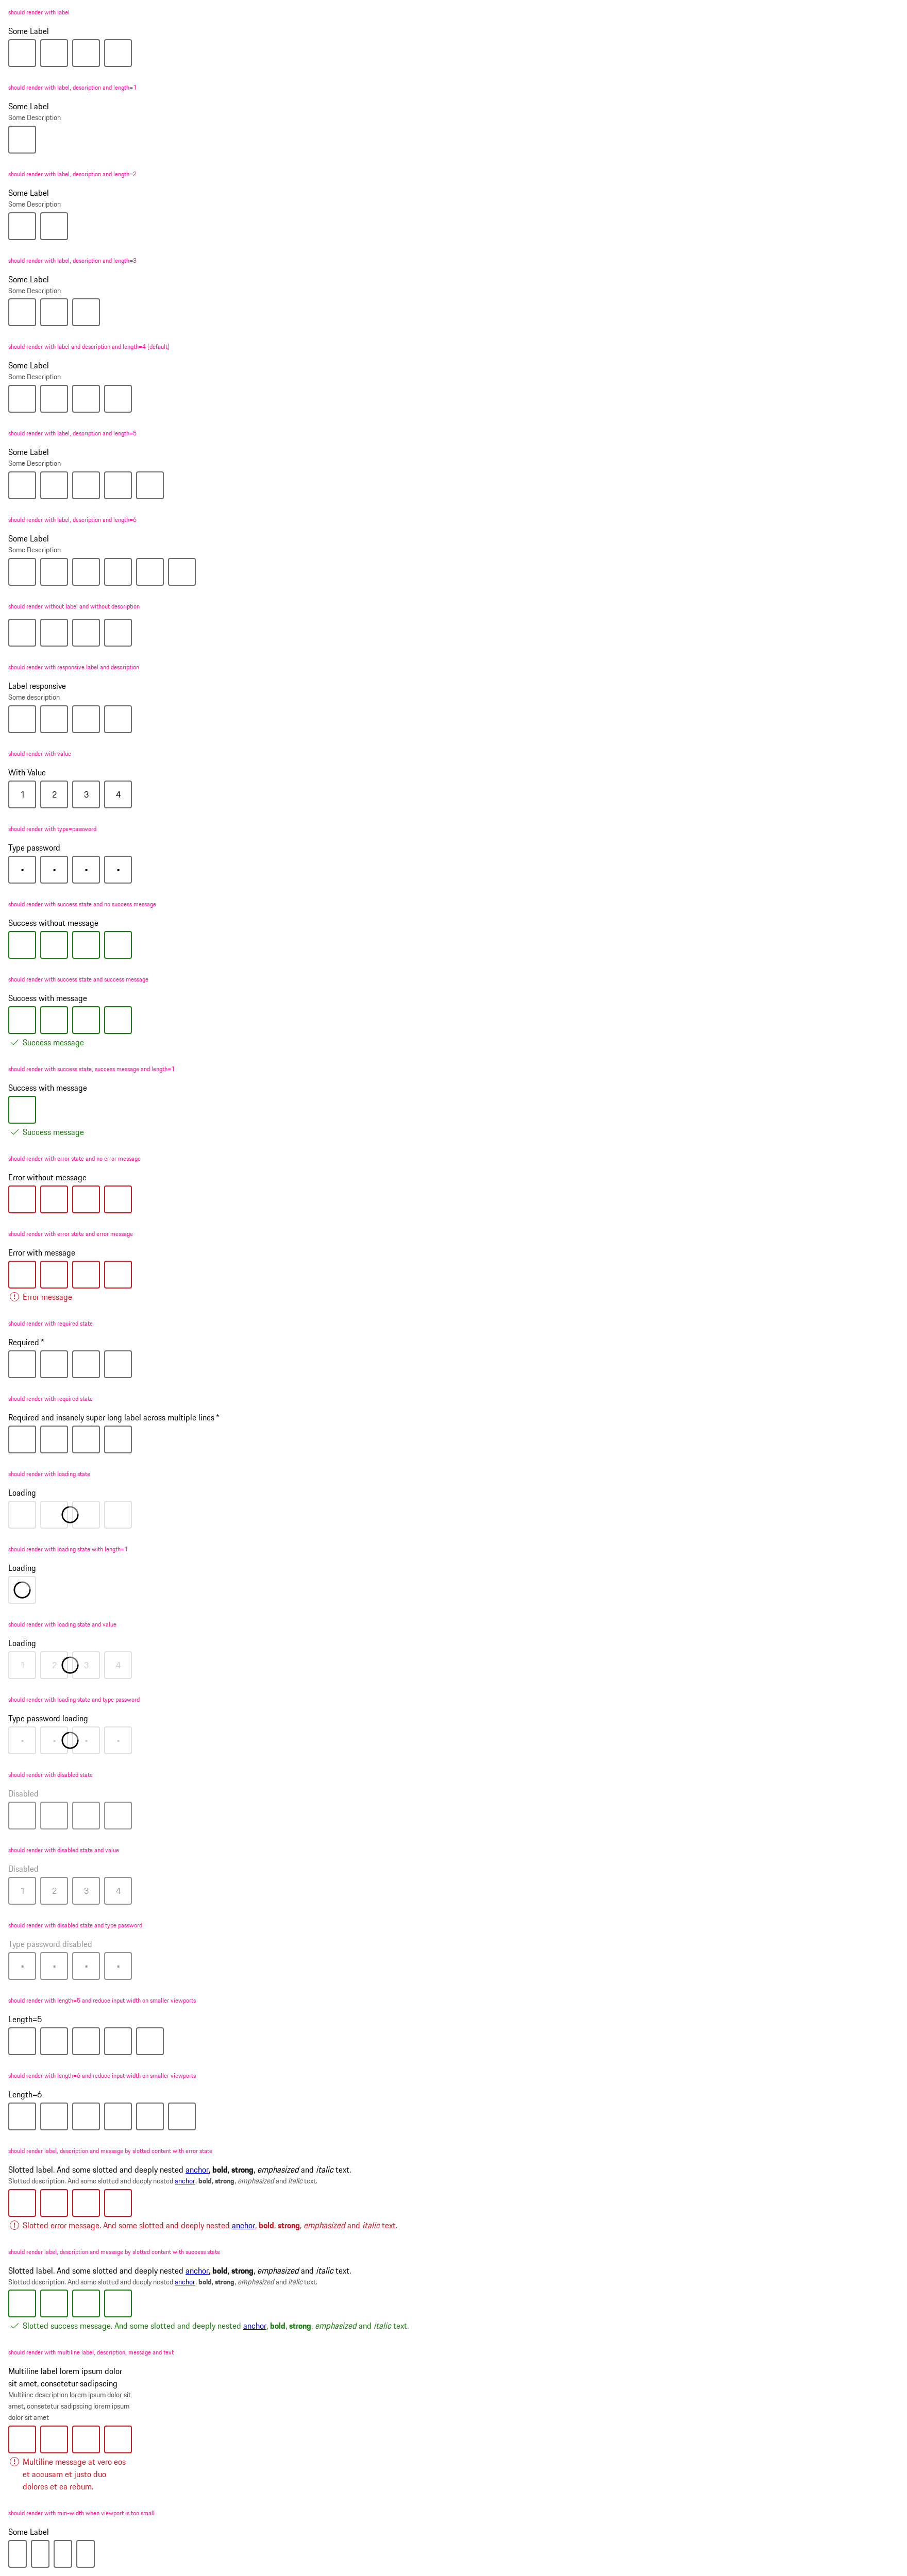 should render with label
Some Label
should render with label, description and length=1
Some Label
Some Description
should render with label, description and length=2
Some Label
Some Description
should render with label, description and length=3
Some Label
Some Description
should render with label and description and length=4 (default)
Some Label
Some Description
should render with label, description and length=5
Some Label
Some Description
should render with label, description and length=6
Some Label
Some Description
should render without label and without description
should render with responsive label and description
Label responsive
Some description
should render with value
With Value
1 2 3 4
should render with type=password
Type password
should render with success state and no success message
Success without message
should render with success state and success message
Success with message
Success message
should render with success state, success message and length=1
Success with message
Success message
should render with error state and no error message
Error without message
should render with error state and error message
Error with message
Error message
should render with required state
Required *
should render with required state
Required and insanely super long label across multiple lines *
should render with loading state
Loading
should render with loading state with length=1
Loading
should render with loading state and value
Loading
1 2 3 4
should render with loading state and type password
Type password loading
should render with disabled state
Disabled
should render with disabled state and value
Disabled
1 2 3 4
should render with disabled state and type password
Type password disabled
should render with length=5 and reduce input width on smaller viewports
Length=5
should render with length=6 and reduce input width on smaller viewports
Length=6
should render label, description and message by slotted content with error state
Slotted label. And some slotted and deeply nested anchor, bold, strong, emphasized and italic text.
Slotted description. And some slotted and deeply nested anchor, bold, strong, emphasized and italic text.
Slotted error message. And some slotted and deeply nested anchor, bold, strong, emphasized and italic text.
should render label, description and message by slotted content with success state
Slotted label. And some slotted and deeply nested anchor, bold, strong, emphasized and italic text.
Slotted description. And some slotted and deeply nested anchor, bold, strong, emphasized and italic text.
Slotted success message. And some slotted and deeply nested anchor, bold, strong, emphasized and italic text.
should render with multiline label, description, message and text
Multiline label lorem ipsum dolor
sit amet, consetetur sadipscing
Multiline description lorem ipsum dolor sit
amet, consetetur sadipscing lorem ipsum
dolor sit amet
Multiline message at vero eos
et accusam et justo duo
dolores et ea rebum.
should render with min-width when viewport is too small
Some Label